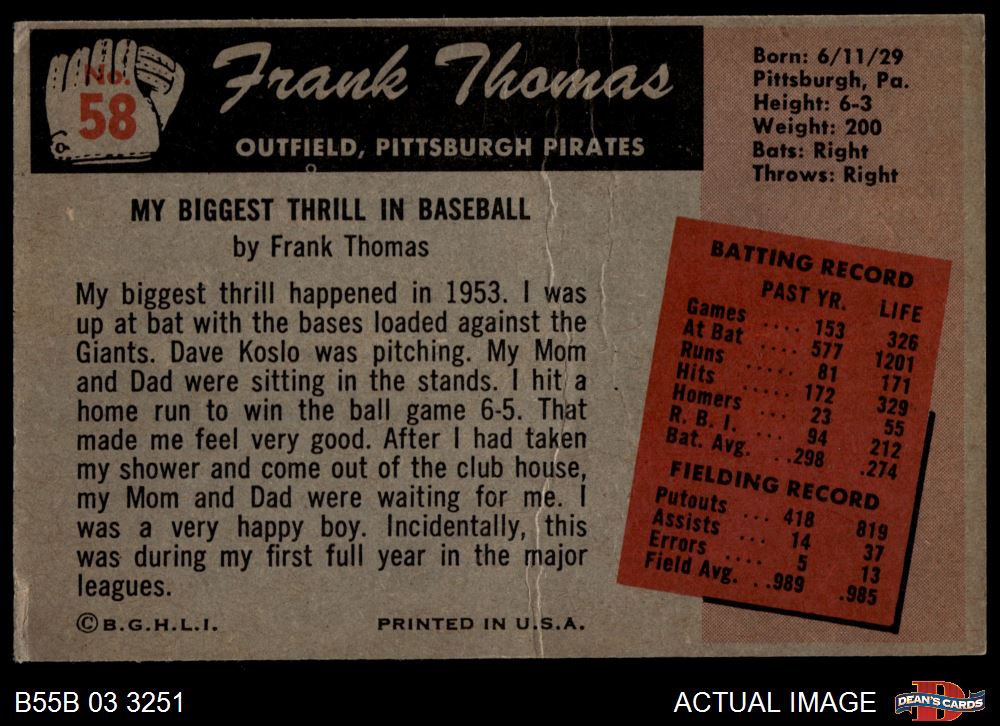 No.
58
Frank Thomas
OUTFIELD, PITTSBURGH PIRATES
Born: 6/11/29
Pittsburgh, Pa.
Height: 6-3
Weight: 200
Bats: Right
Throws: Right
MY BIGGEST THRILL IN BASEBALL
by Frank Thomas
My biggest thrill happened in 1953. I was
up at bat with the bases loaded against the
Giants. Dave Koslo was pitching. My Mom
and Dad were sitting in the stands. I hit a
home run to win the ball game 6-5. That
made me feel very good. After I had taken
my shower and come out of the club house,
my Mom and Dad were waiting for me. I
was a very happy boy. Incidentally, this
was during my first full year in the major
leagues.
©B.G.H.L.I. PRINTED IN U.S.A.
BATTING RECORD
PAST YR. LIFE
Games .... 153 326
At Bat .... 577 1201
Runs ..... 81 171
Hits ..... 172 329
Homers ... 23 55
R. B. I. ... 94 212
Bat. Avg. .298 .274
FIELDING RECORD
Putouts ... 418 819
Assists ... 14 37
Errors .... 5 13
Field Avg. ..989 .985
B55B 03 3251 ACTUAL IMAGE
D
DEAN'S CARDS